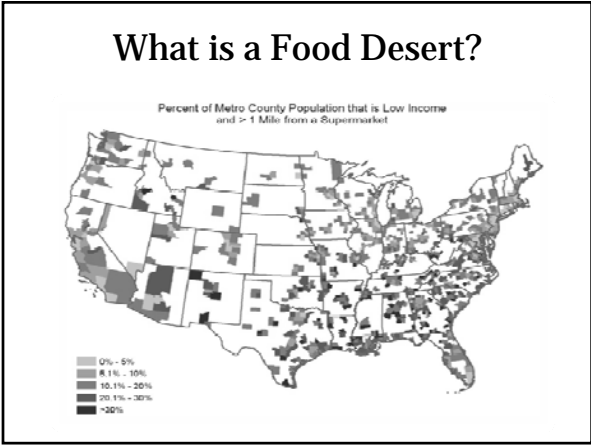 What is a Food Desert?
Percent of Metro County Population that is Low Income
and > 1 Mile from a Supermarket
0% - 5%
5.1% - 10%
10.1% - 20%
20.1% - 30%
>30%